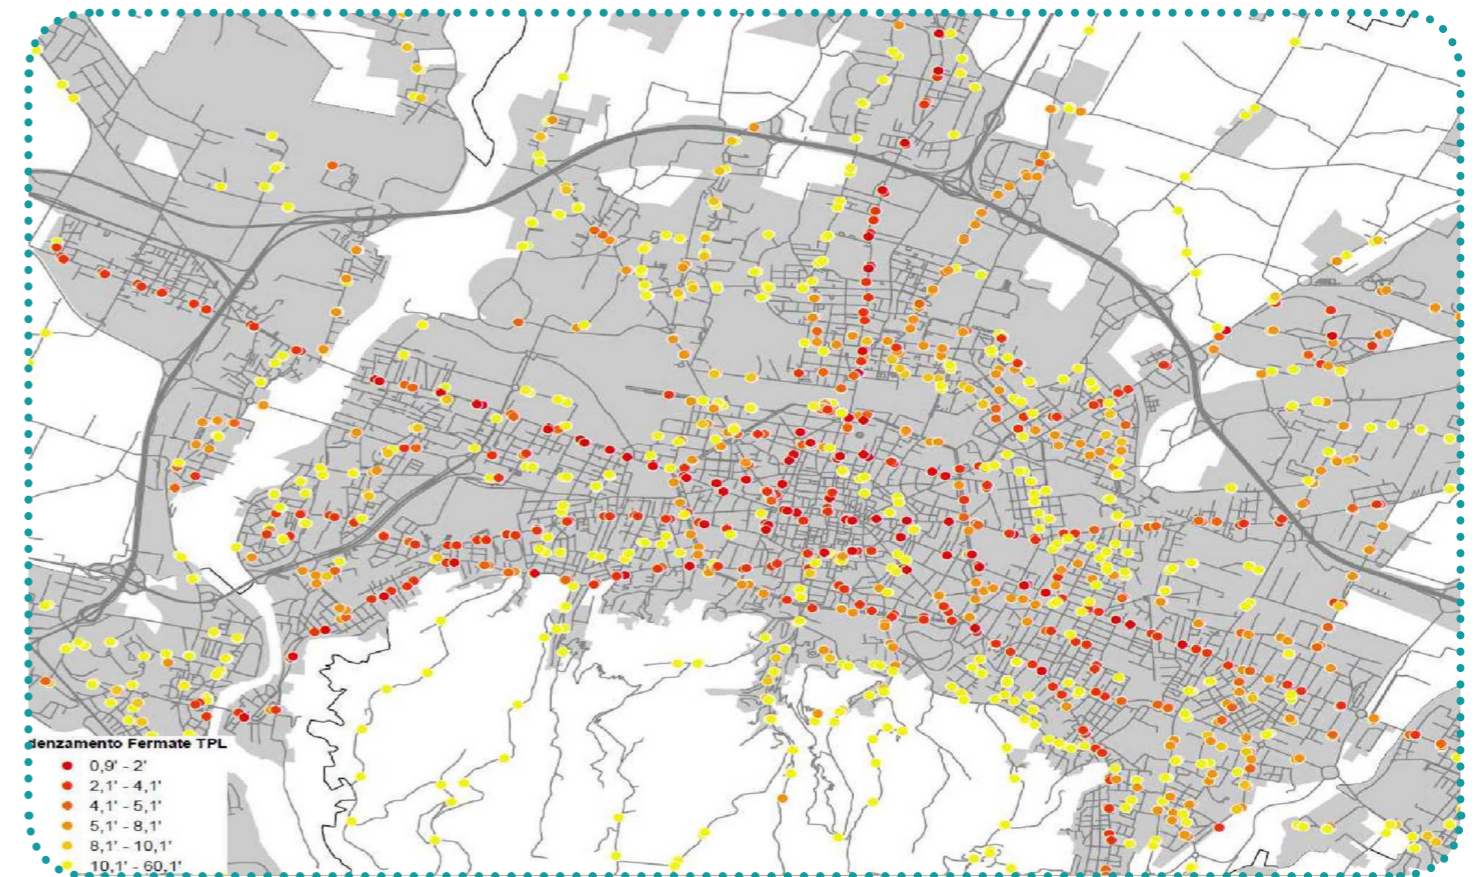 denzamento Fermate TPL
0,9' - 2'
2,1' - 4,1'
4,1' - 5,1'
5,1' - 8,1'
8,1' - 10,1'
10,1' - 60,1'